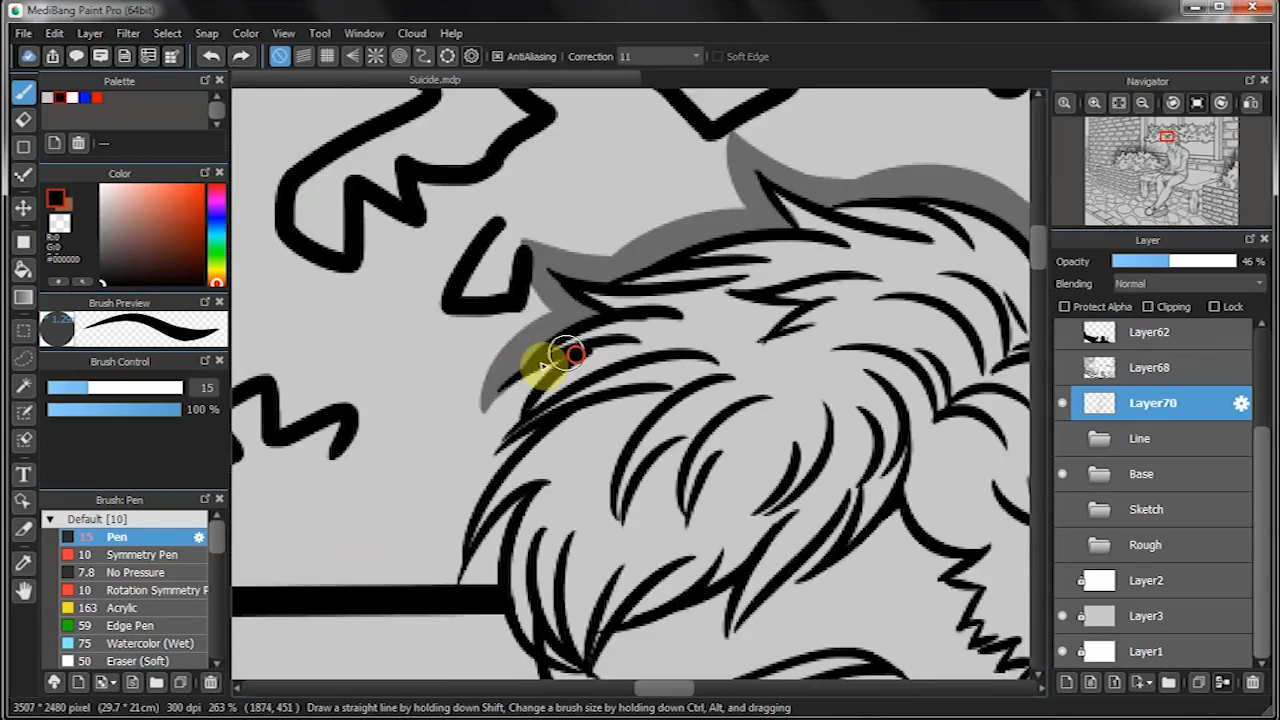 MediBang Paint Pro (64bit)
File Edit Layer Filter Select Snap Color View Tool Window Cloud Help
AntiAliasing Correction 11 Soft Edge
Palette
Suicide.mdp
Navigator
---
Color
R:0
G:0
#000000
Layer
Opacity 46 %
Blending Normal
Protect Alpha Clipping Lock
Brush Preview
Layer62
Brush Control
Layer68
15
100 %
Layer70
Line
Base
Brush: Pen
Default [10]
15 Pen
10 Symmetry Pen
7.8 No Pressure
10 Rotation Symmetry P
163 Acrylic
59 Edge Pen
75 Watercolor (Wet)
50 Eraser (Soft)
Sketch
Rough
Layer2
Layer3
Layer1
3507 * 2480 pixel (29.7 * 21cm) 300 dpi 263 % (1874, 451) Draw a straight line by holding down Shift, Change a brush size by holding down Ctrl, Alt, and dragging